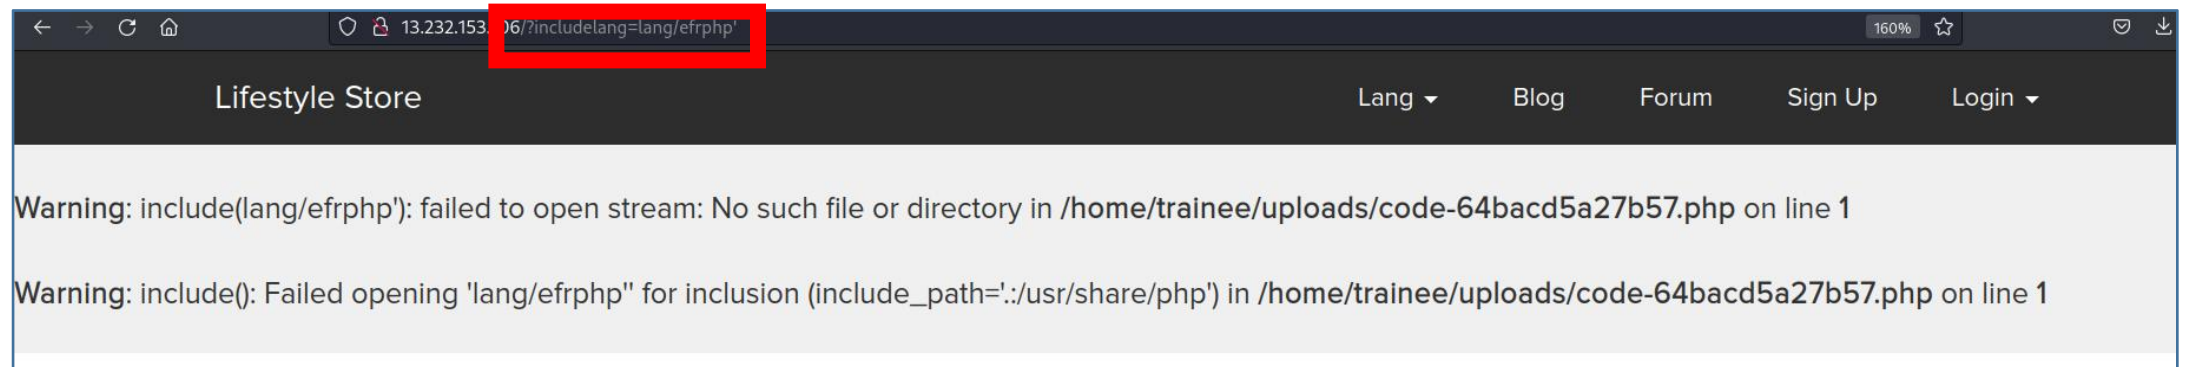 13.232.153. 06/?includelang=lang/efrphp'
160%
Lifestyle Store
Lang
Blog
Forum
Sign Up
Login
Warning: include(lang/efrphp'): failed to open stream: No such file or directory in /home/trainee/uploads/code-64bacd5a27b57.php on line 1
Warning: include(): Failed opening 'lang/efrphp'' for inclusion (include_path='.:/usr/share/php') in /home/trainee/uploads/code-64bacd5a27b57.php on line 1